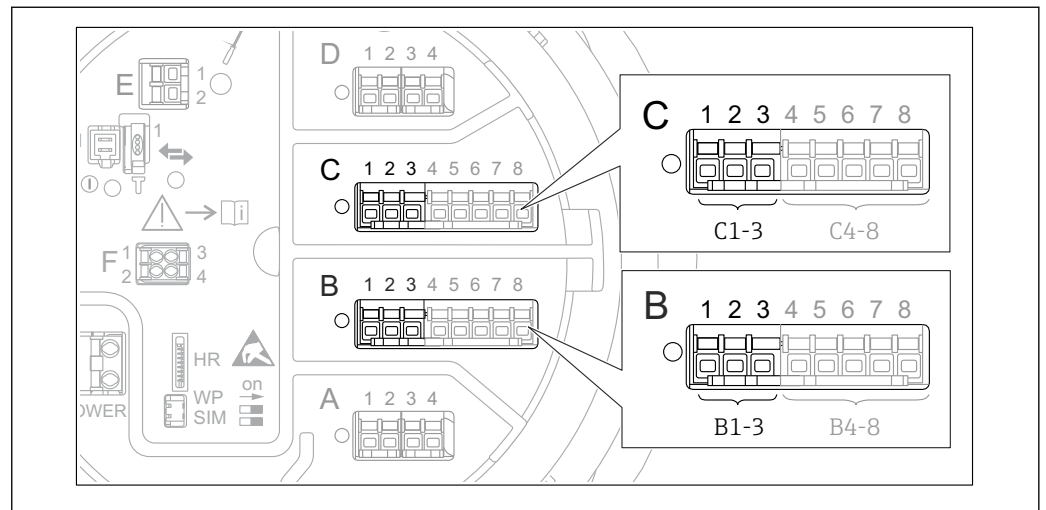 D 1 2 3 4
E 1
2
1
C 1 2 3 4 5 6 7 8
F 1 3
2 4
B 1 2 3 4 5 6 7 8
HR
WP on
SIM
OWER
A 1 2 3 4
C 1 2 3 4 5 6 7 8
C1-3 C4-8
B 1 2 3 4 5 6 7 8
B1-3 B4-8